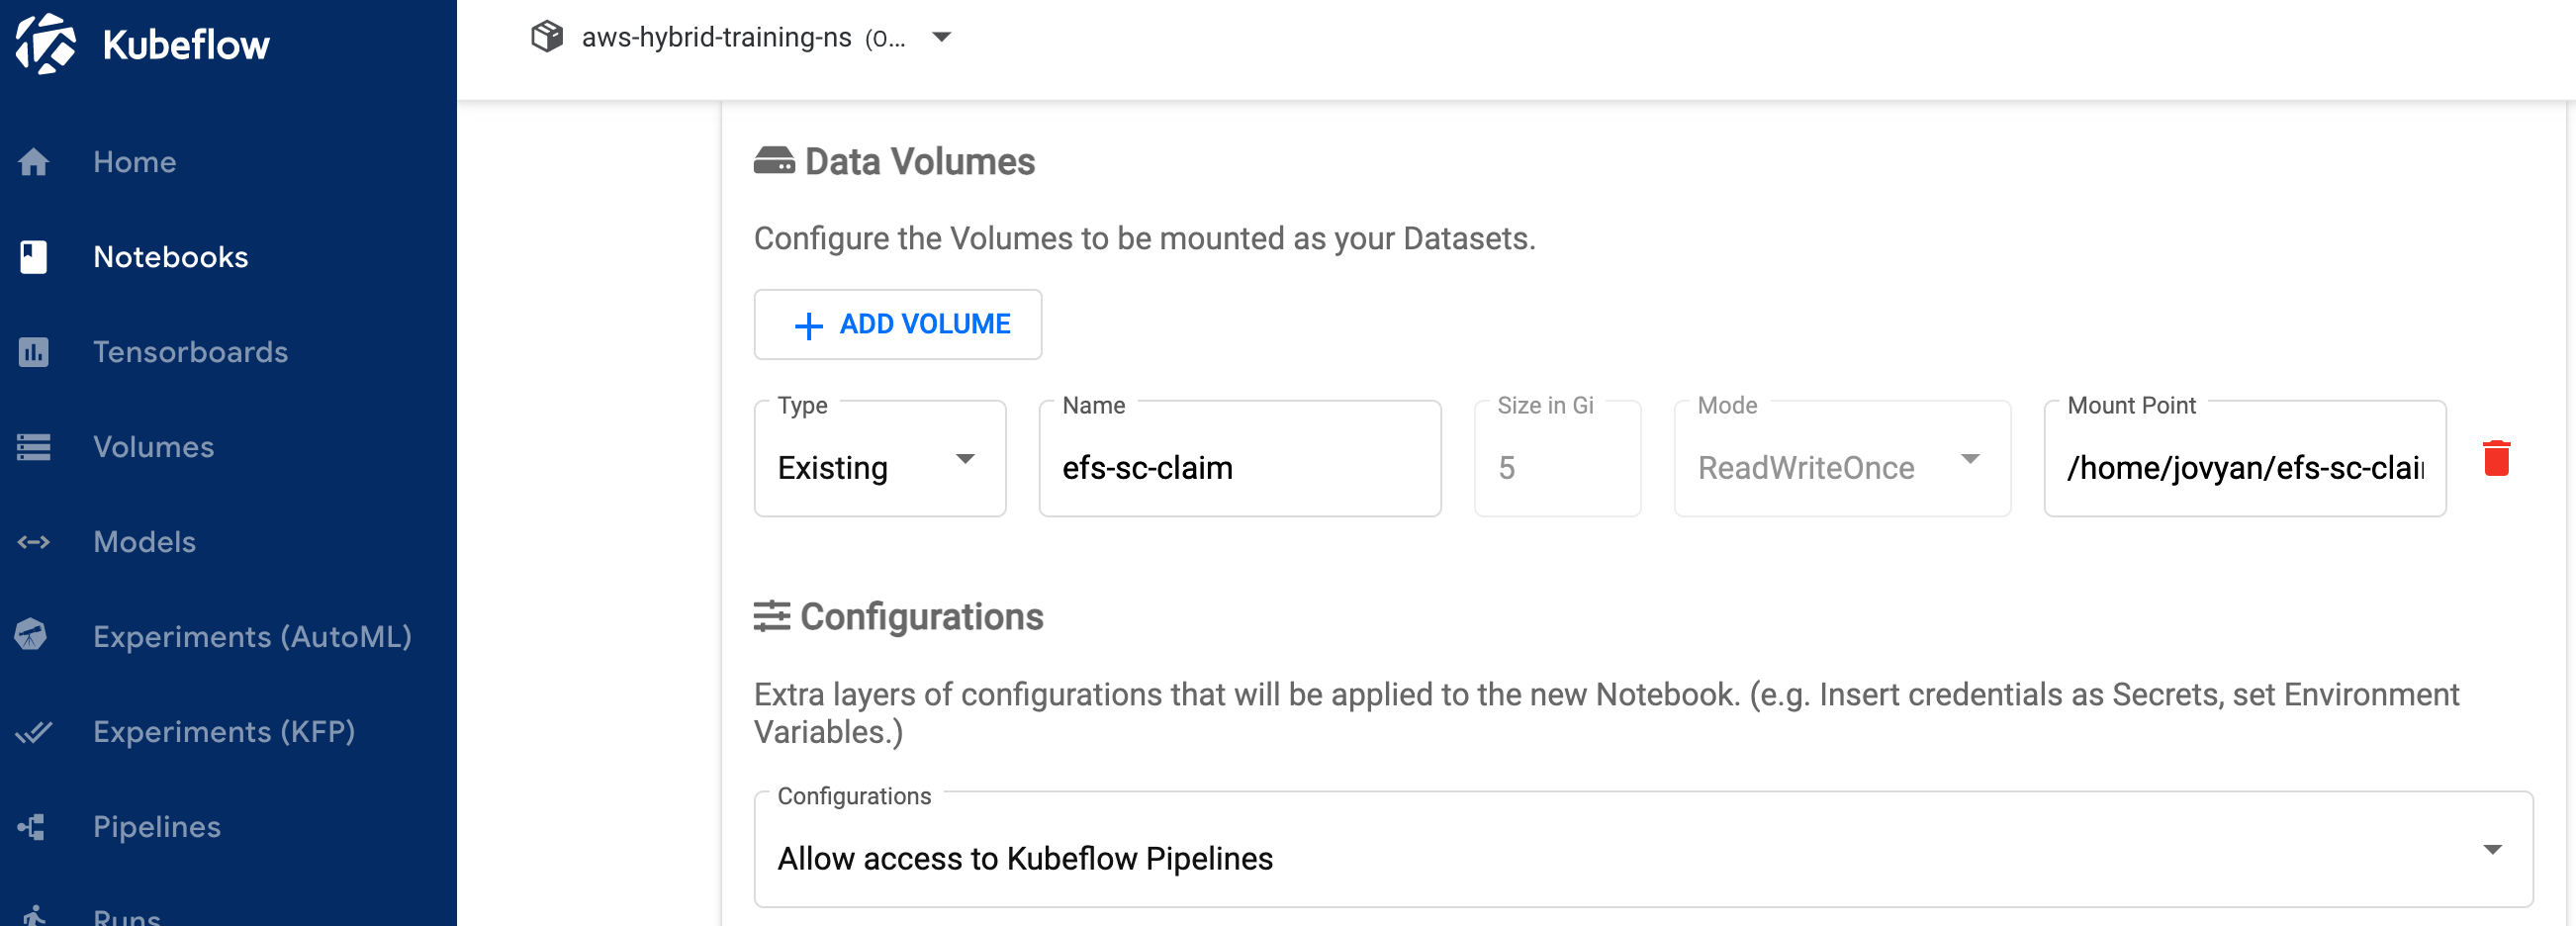 Kubeflow
aws-hybrid-training-ns (O...
Home
Notebooks
Tensorboards
Volumes
Models
Experiments (AutoML)
Experiments (KFP)
Pipelines
Runs
Data Volumes
Configure the Volumes to be mounted as your Datasets.
ADD VOLUME
Type
Existing
Name
efs-sc-claim
Size in Gi
5
Mode
ReadWriteOnce
Mount Point
/home/jovyan/efs-sc-clai
Configurations
Extra layers of configurations that will be applied to the new Notebook. (e.g. Insert credentials as Secrets, set Environment
Variables.)
Configurations
Allow access to Kubeflow Pipelines